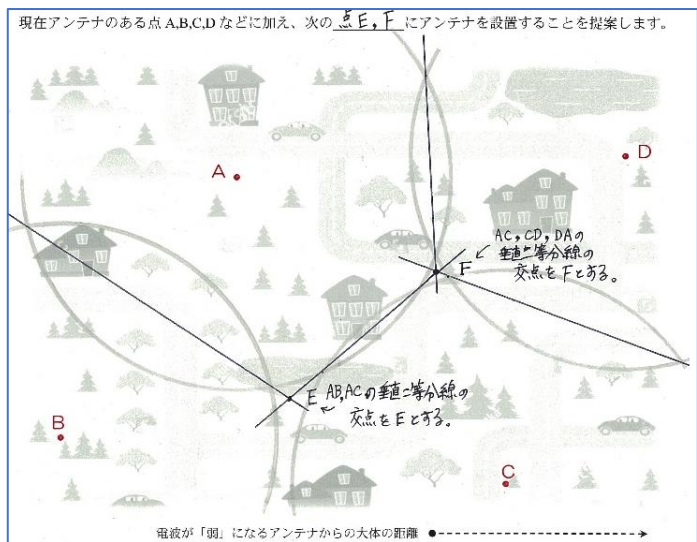 現在アンテナのある点 A,B,C,D などに加え、次の 点E, F にアンテナを設置することを提案します。
A
D
AC, CD, DAの
垂直二等分線の
交点をFとする。
F
E
AB,ACの垂直二等分線の
交点をEとする。
B
C
電波が「弱」になるアンテナからの大体の距離